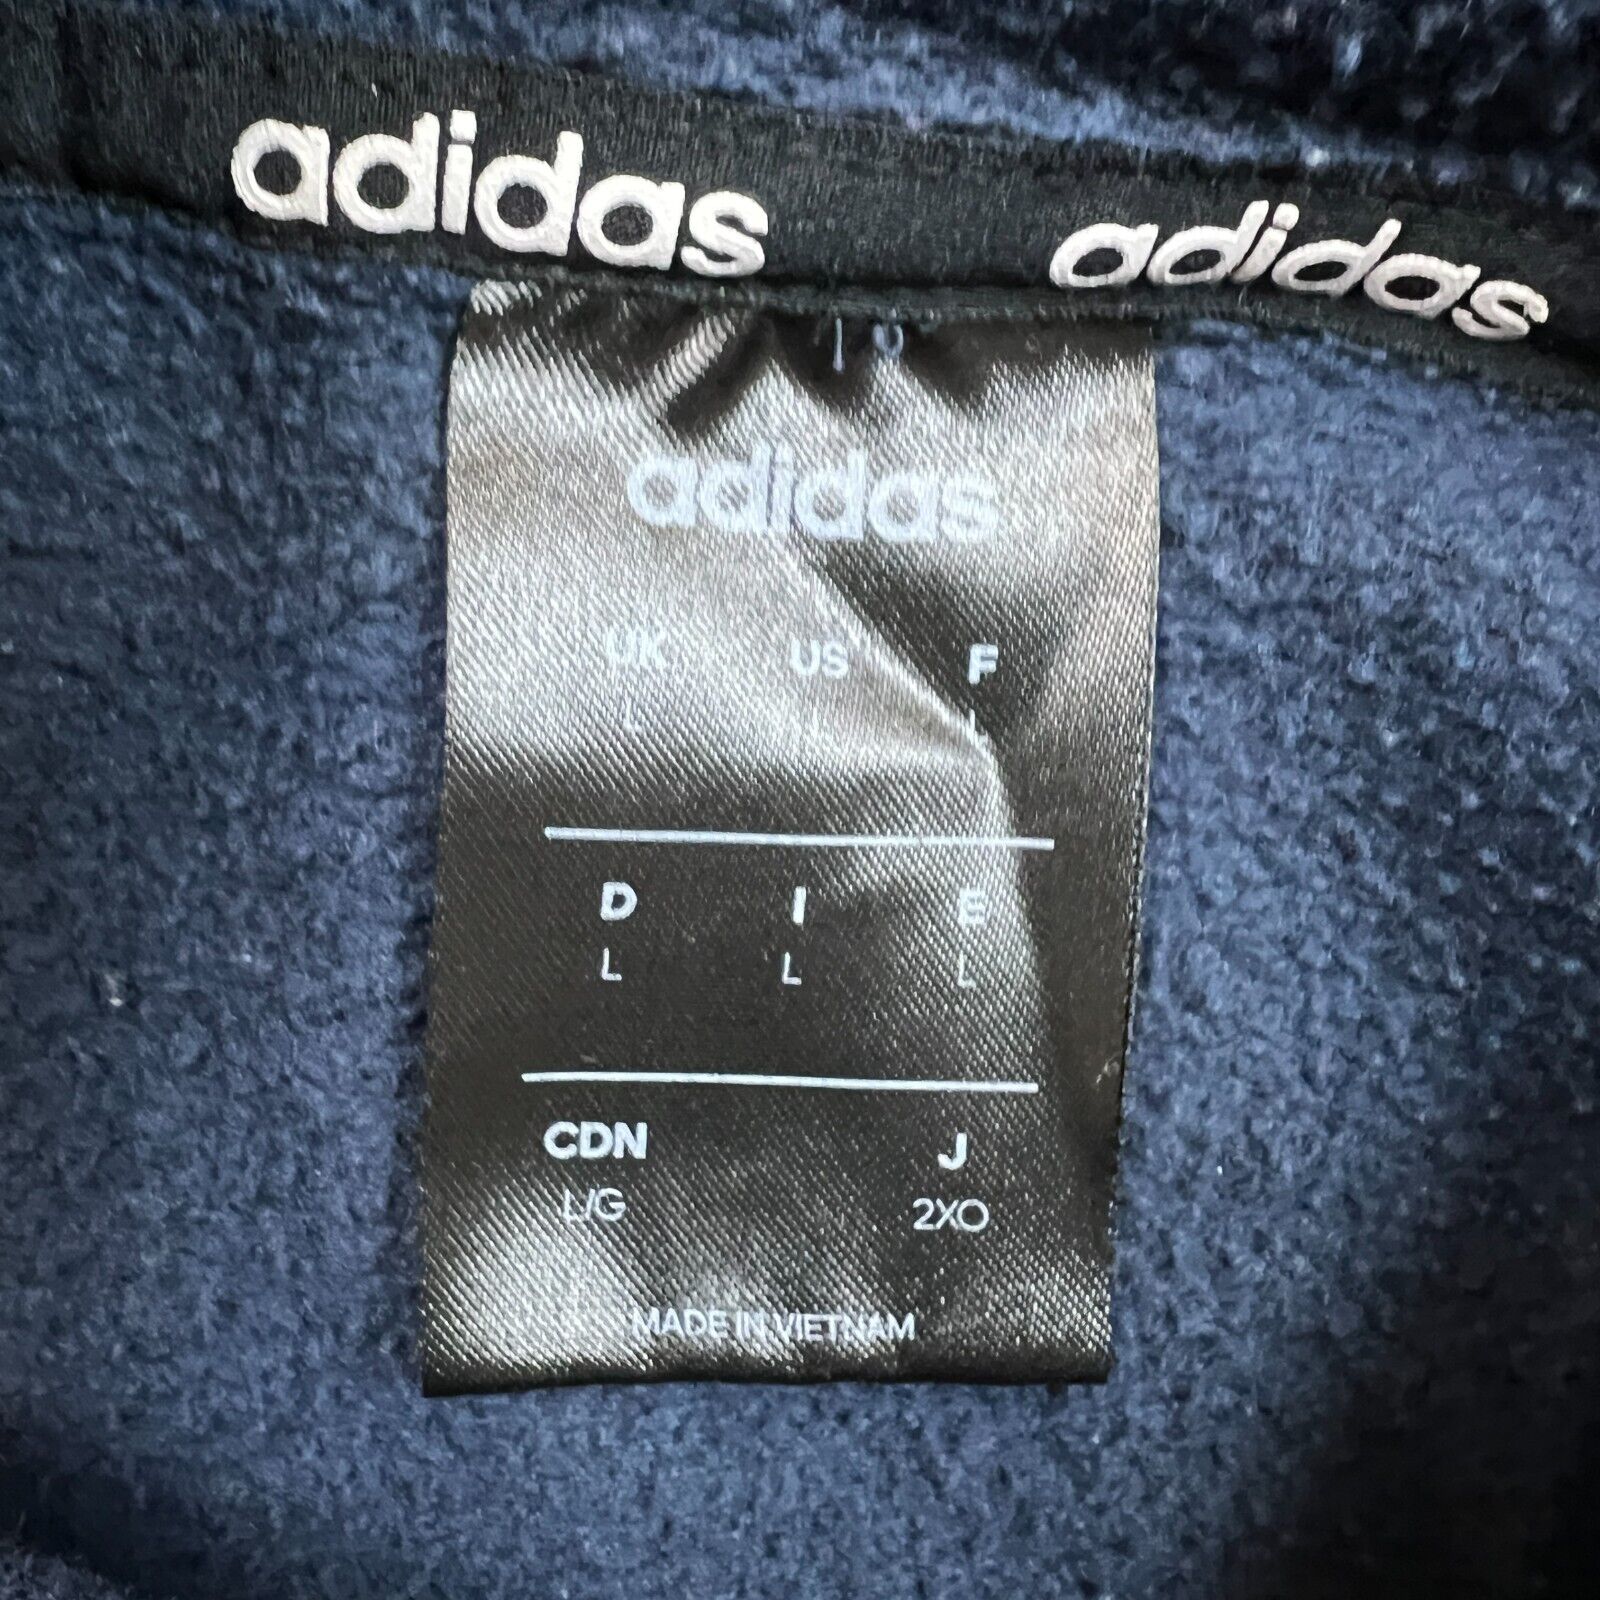 adidas adidas
adidas
UK US F
L L L
D I E
L L L
CDN J
L/G 2XO
MADE IN VIETNAM